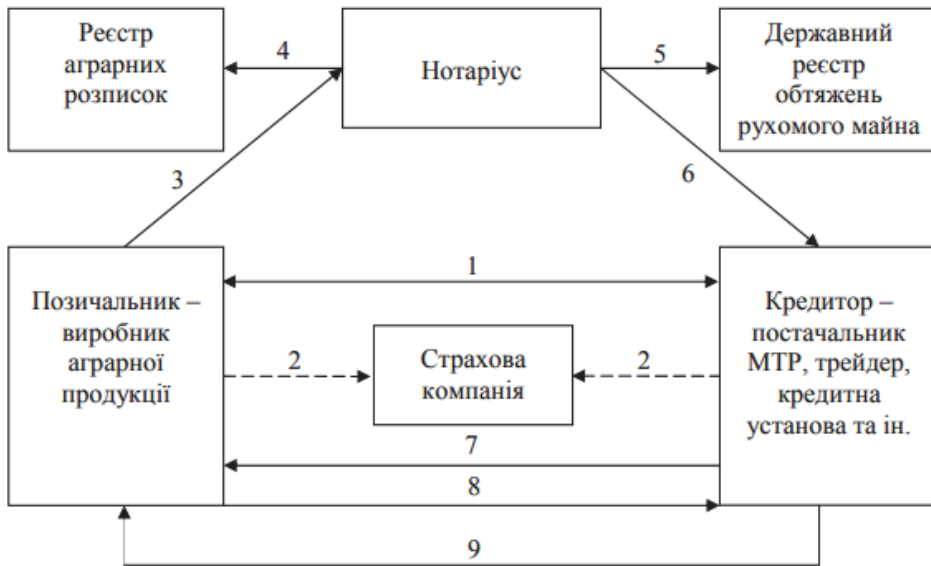 Реєстр
аграрних
розписок
4
Нотаріус
5
Державний
реєстр
обтяжень
рухомого майна
3
6
Позичальник –
виробник
аграрної
продукції
1
2
Страхова
компанія
2
Кредитор –
постачальник
МТР, трейдер,
кредитна
установа та ін.
7
8
9